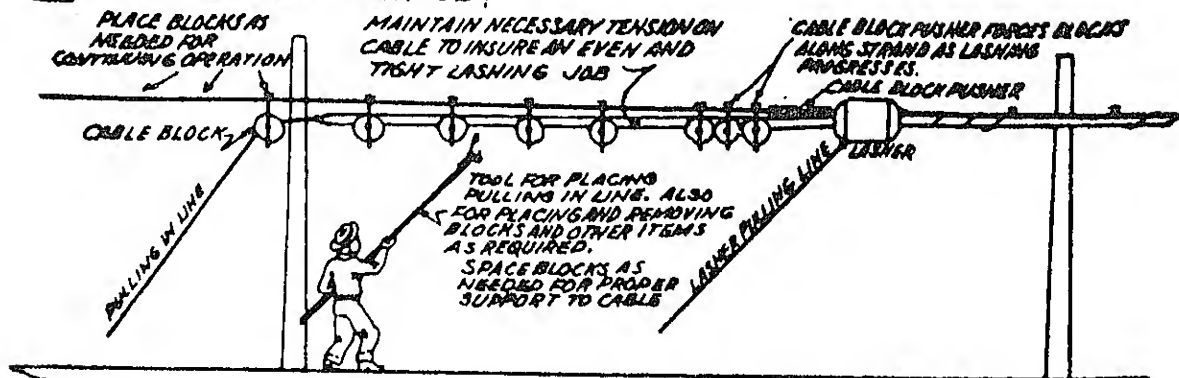 PLACE BLOCKS AS
NEEDED FOR
CONTINUING OPERATION
MAINTAIN NECESSARY TENSION ON
CABLE TO INSURE AN EVEN AND
TIGHT LASHING JOB
CABLE BLOCK PUSHER FORCES BLOCKS
ALONG STRAND AS LASHING
PROGRESSES.
CABLE BLOCK PUSHER
CABLE BLOCK
LASHER
PULLING IN LINE
TOOL FOR PLACING
PULLING IN LINE. ALSO
FOR PLACING AND REMOVING
BLOCKS AND OTHER ITEMS
AS REQUIRED.
SPACE BLOCKS AS
NEEDED FOR PROPER
SUPPORT TO CABLE
LASHER PULLING LINE